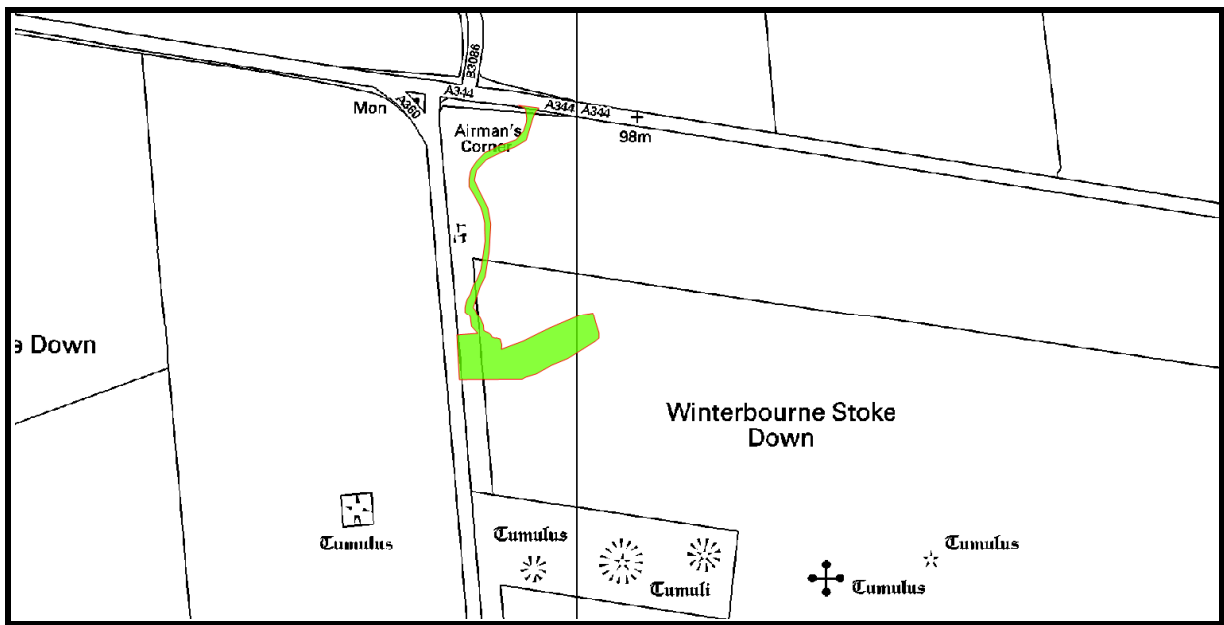 B3086
A344
A344
A344
Mon
A360
Airman's
Corner
98m
Down
Winterbourne Stoke
Down
Tumulus
Tumulus
Tumuli
Tumulus
Tumulus